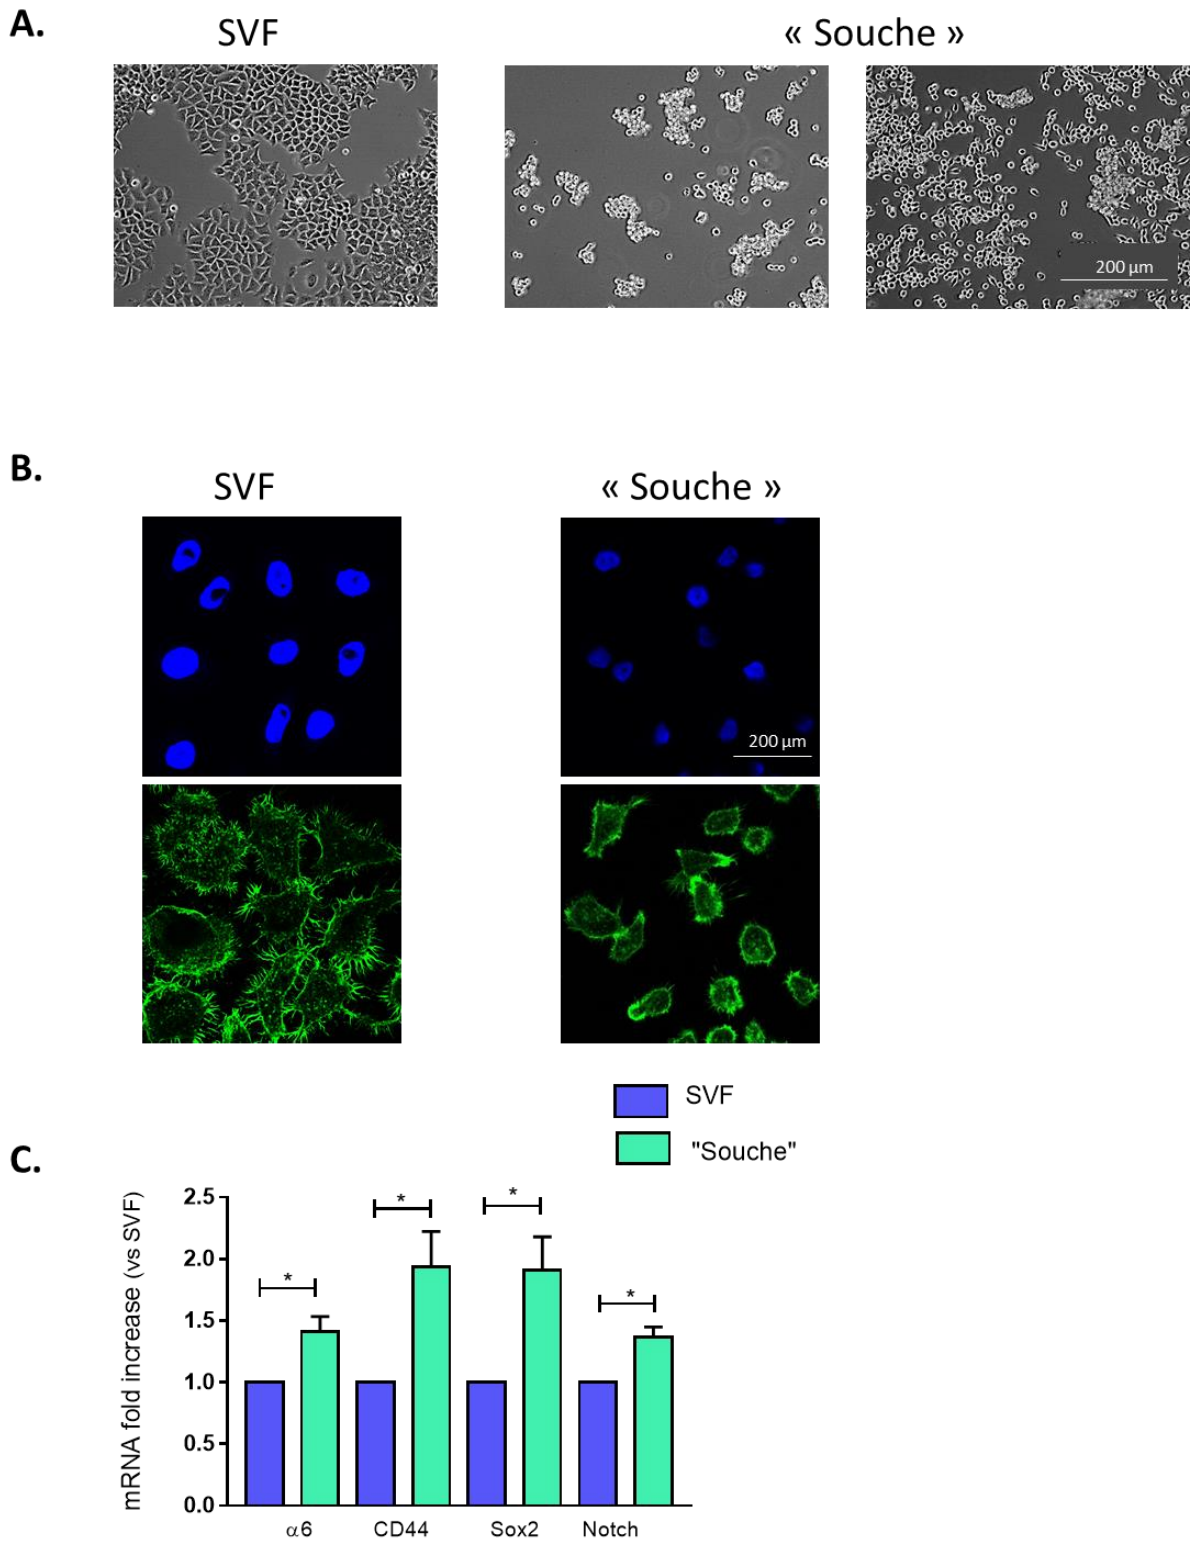 A.
SVF
« Souche »
200 µm
B.
SVF
« Souche »
200 µm
SVF
"Souche"
C.
mRNA fold increase (vs SVF)
2.5
2.0
1.5
1.0
0.5
0.0
*
*
*
*
α6
CD44
Sox2
Notch